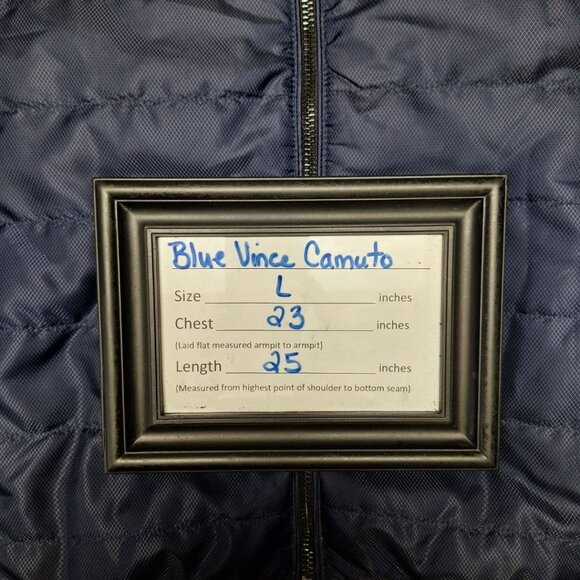 Blue Vince Camuto
Size L inches
Chest 23 inches
(Laid flat measured armpit to armpit)
Length 25 inches
(Measured from highest point of shoulder to bottom seam)